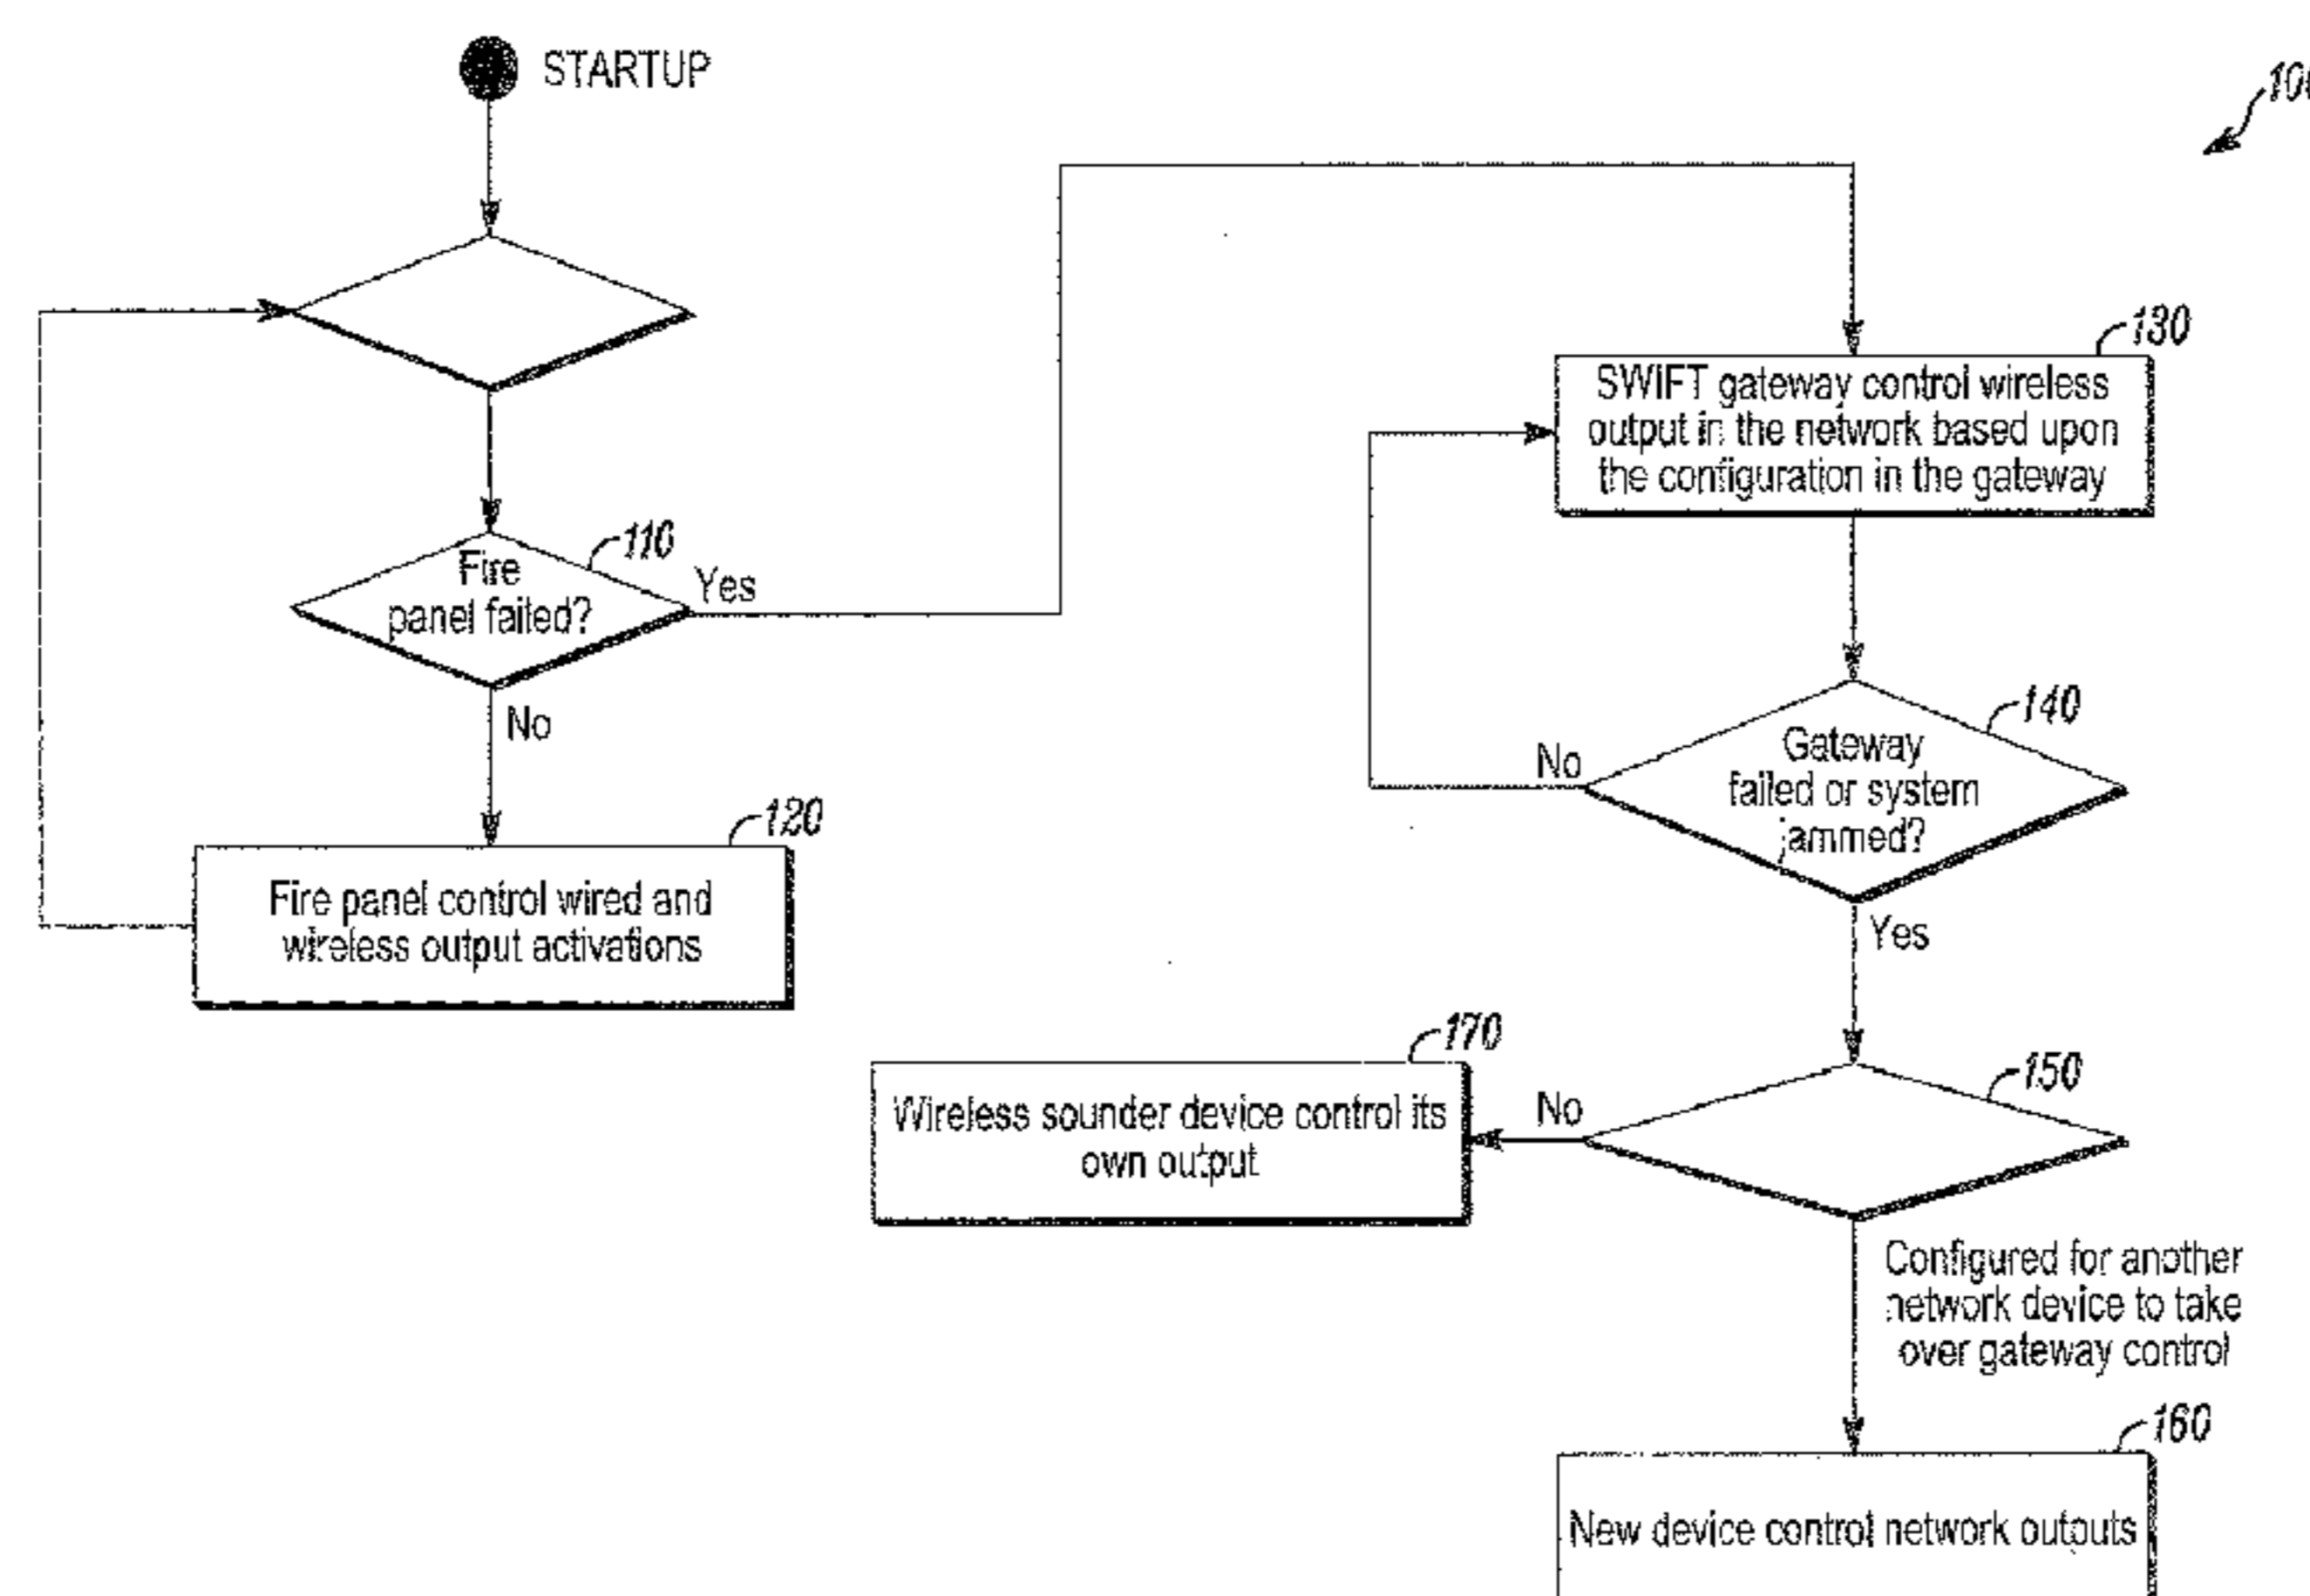 STARTUP
100
130
SWIFT gateway control wireless
output in the network based upon
the configuration in the gateway
110
Fire
panel failed?
Yes
No
140
Gateway
failed or system
jammed?
No
Yes
120
Fire panel control wired and
wireless output activations
170
Wireless sounder device control its
own output
No
150
Configured for another
network device to take
over gateway control
160
New device control network outputs